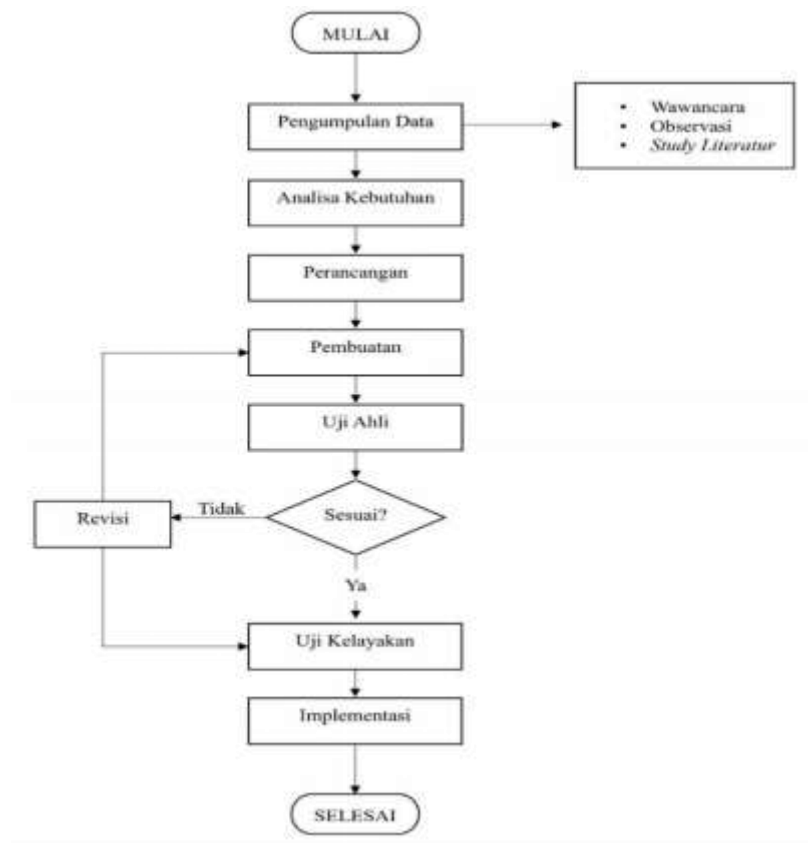 MULAI
Pengumpulan Data
• Wawancara
• Observasi
• Study Literatur
Analisa Kebutuhan
Perancangan
Pembuatan
Uji Ahli
Sesuai?
Tidak
Revisi
Ya
Uji Kelayakan
Implementasi
SELESAI